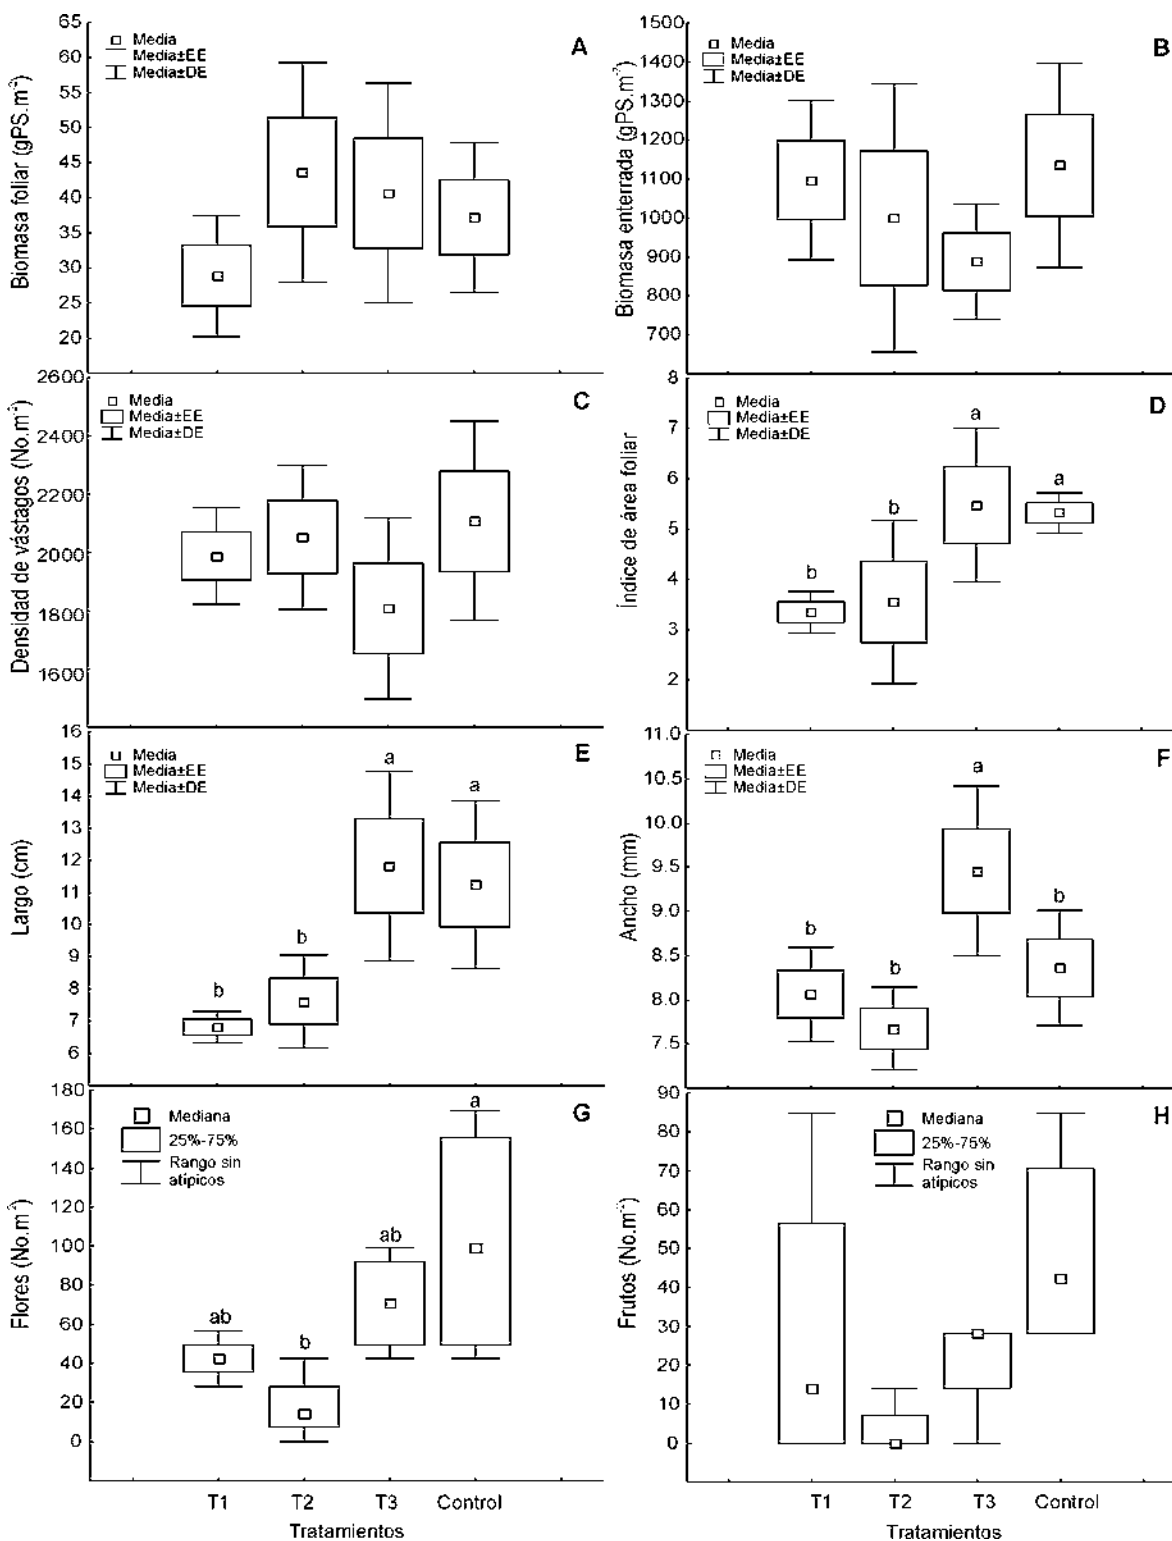 A
Media
Media±EE
Media±DE
Biomasa foliar (gPS.m⁻²)
65
60
55
50
45
40
35
30
25
20
B
Media
Media±EE
Media±DE
Biomasa enterrada (gPS.m⁻²)
1500
1400
1300
1200
1100
1000
900
800
700
C
Media
Media±EE
Media±DE
Densidad de vástagos (No.m⁻²)
2600
2400
2200
2000
1800
1600
D
Media
Media±EE
Media±DE
Índice de área foliar
8
7
6
5
4
3
2
1
b
b
a
a
E
Media
Media±EE
Media±DE
Largo (cm)
16
15
14
13
12
11
10
9
8
7
6
b
b
a
a
F
Media
Media±EE
Media±DE
Ancho (mm)
11.0
10.5
10.0
9.5
9.0
8.5
8.0
7.5
b
b
a
b
G
Mediana
25%-75%
Rango sin
atípicos
Flores (No.m⁻²)
180
160
140
120
100
80
60
40
20
0
ab
b
ab
a
T1
T2
T3
Control
Tratamientos
H
Mediana
25%-75%
Rango sin
atípicos
Frutos (No.m⁻²)
90
80
70
60
50
40
30
20
10
0
T1
T2
T3
Control
Tratamientos